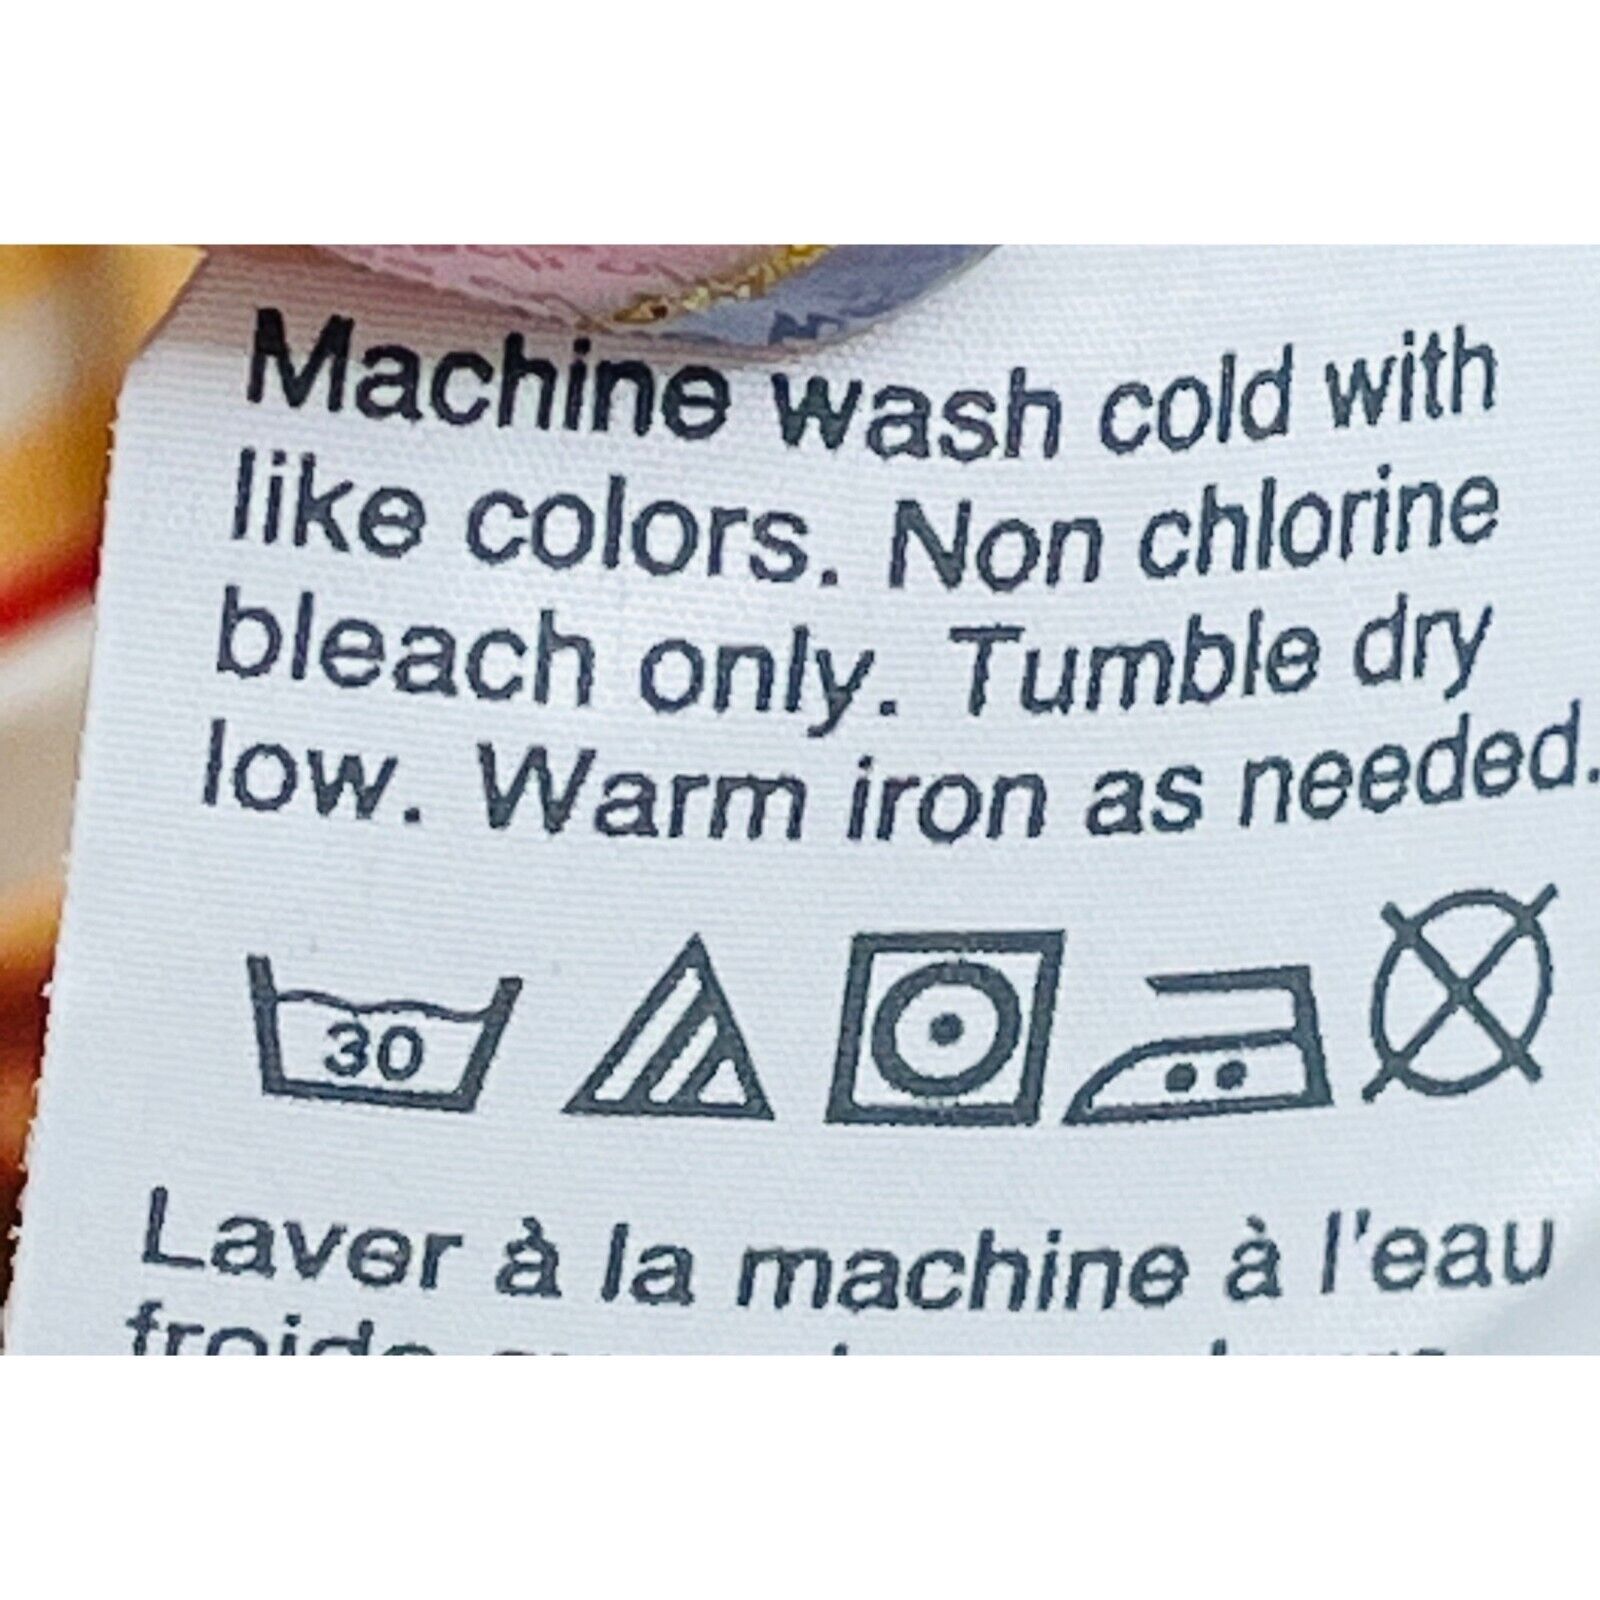 Machine wash cold with
like colors. Non chlorine
bleach only. Tumble dry
low. Warm iron as needed.
30
Laver à la machine à l'eau
froide